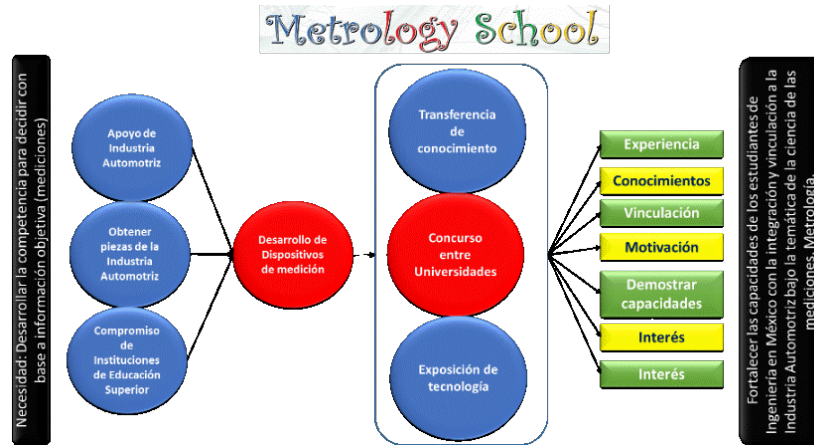 Metrology School
Necesidad: Desarrollar la competencia para decidir con
base a información objetiva (mediciones)
Apoyo de
Industria
Automotriz
Obtener
piezas de la
Industria
Automotriz
Compromiso
de
Instituciones
de Educación
Superior
Desarrollo de
Dispositivos
de medición
Transferencia
de
conocimiento
Concurso
entre
Universidades
Exposición de
tecnología
Experiencia
Conocimientos
Vinculación
Motivación
Demostrar
capacidades
Interés
Interés
Fortalecer las capacidades de los estudiantes de
Ingeniería en México con la integración y vinculación a la
Industria Automotriz bajo la temática de la ciencia de las
mediciones, Metrología.